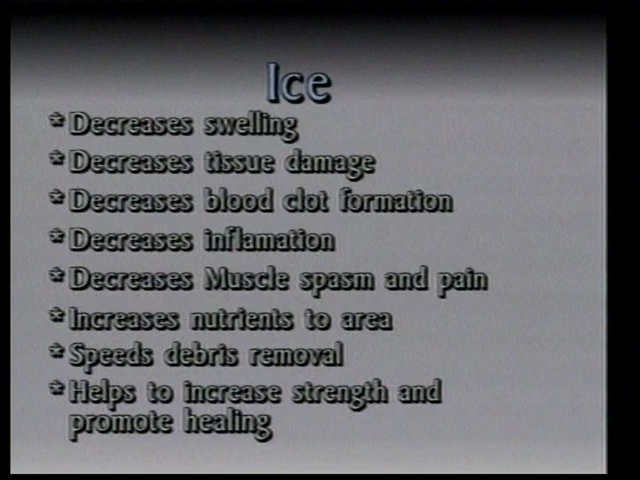 Ice
* Decreases swelling
* Decreases tissue damage
* Decreases blood clot formation
* Decreases inflamation
* Decreases Muscle spasm and pain
* Increases nutrients to area
* Speeds debris removal
* Helps to increase strength and
promote healing